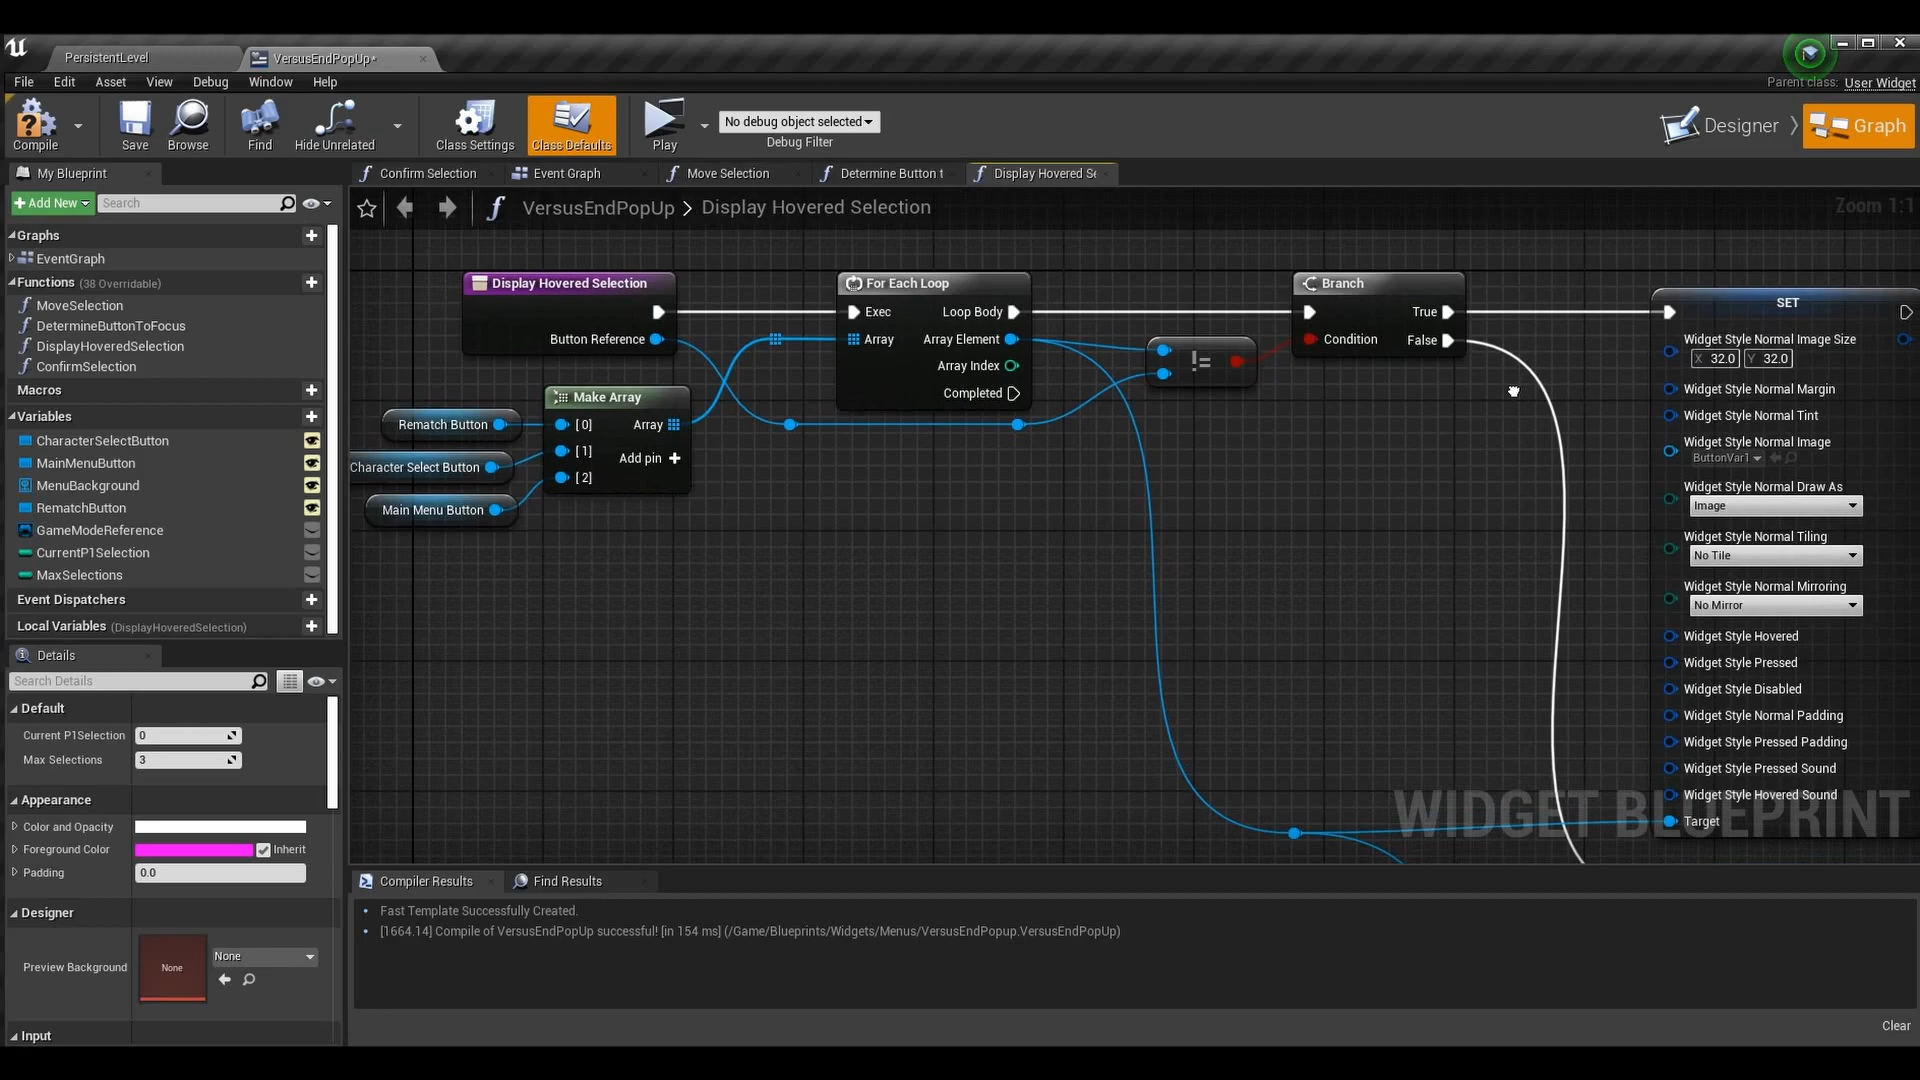 PersistentLevel
VersusEndPopUp*
File Edit Asset View Debug Window Help
Parent class: User Widget
Compile
Save
Browse
Find
Hide Unrelated
Class Settings
Class Defaults
Play
No debug object selected
Debug Filter
Designer
Graph
My Blueprint
Confirm Selection
Event Graph
Move Selection
Determine Button t
Display Hovered Se
Add New
Search
VersusEndPopUp > Display Hovered Selection
Zoom 1:1
Graphs
EventGraph
Functions (38 Overridable)
MoveSelection
DetermineButtonToFocus
DisplayHoveredSelection
ConfirmSelection
Macros
Variables
CharacterSelectButton
MainMenuButton
MenuBackground
RematchButton
GameModeReference
CurrentP1Selection
MaxSelections
Event Dispatchers
Local Variables (DisplayHoveredSelection)
Display Hovered Selection
Button Reference
Make Array
[0]
[1]
[2]
Array
Add pin
Rematch Button
Character Select Button
Main Menu Button
For Each Loop
Exec
Loop Body
Array
Array Element
Array Index
Completed
!=
Branch
True
Condition
False
SET
Widget Style Normal Image Size
X 32.0 Y 32.0
Widget Style Normal Margin
Widget Style Normal Tint
Widget Style Normal Image
ButtonVar1
Widget Style Normal Draw As
Image
Widget Style Normal Tiling
No Tile
Widget Style Normal Mirroring
No Mirror
Widget Style Hovered
Widget Style Pressed
Widget Style Disabled
Widget Style Normal Padding
Widget Style Pressed Padding
Widget Style Pressed Sound
Widget Style Hovered Sound
Target
WIDGET BLUEPRINT
Details
Search Details
Default
Current P1Selection 0
Max Selections 3
Appearance
Color and Opacity
Foreground Color Inherit
Padding 0.0
Designer
Preview Background
None
None
Input
Compiler Results
Find Results
Fast Template Successfully Created.
[1664.14] Compile of VersusEndPopUp successful! [in 154 ms] (/Game/Blueprints/Widgets/Menus/VersusEndPopup.VersusEndPopUp)
Clear